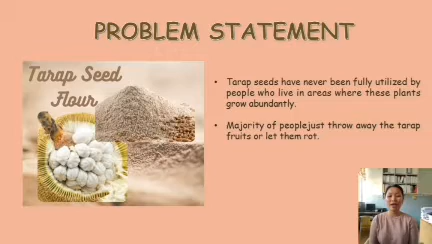 PROBLEM STATEMENT
Tarap Seed
Flour
• Tarap seeds have never been fully utilized by
people who live in areas where these plants
grow abundantly.
• Majority of peoplejust throw away the tarap
fruits or let them rot.